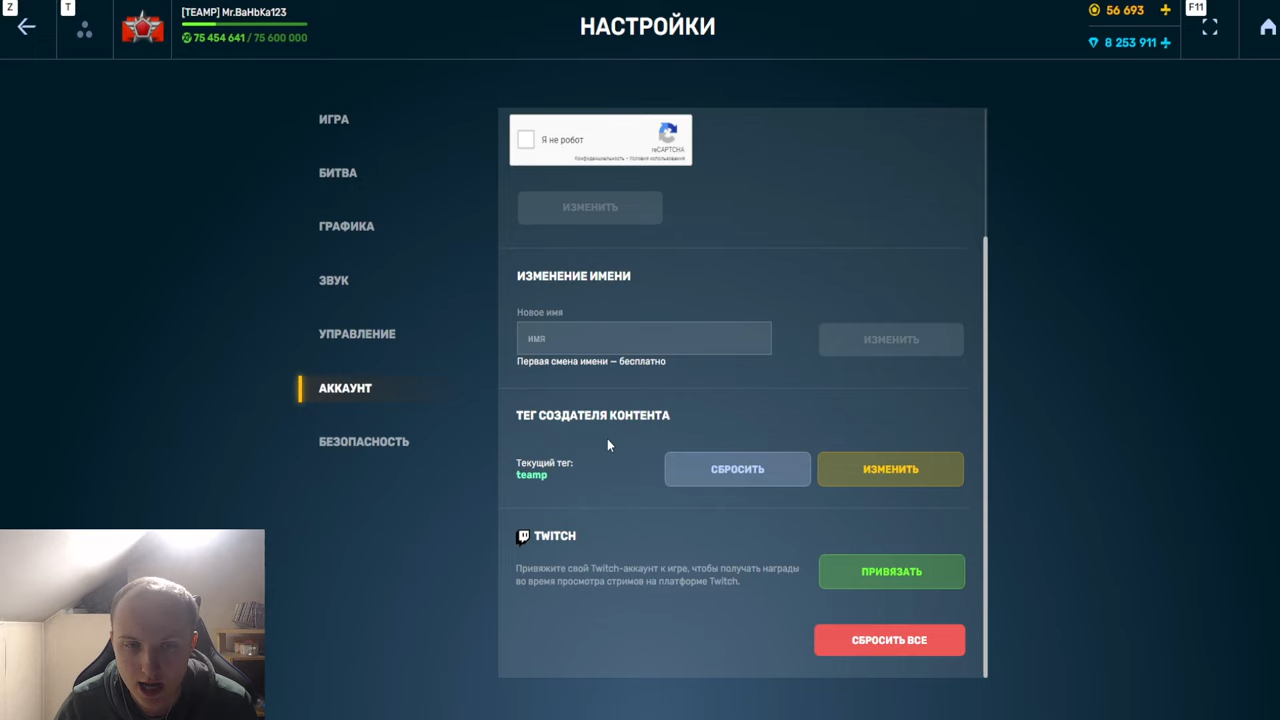 Z
T
[TEAMP] Mr.BaHbKa123
75 454 641 / 75 600 000
НАСТРОЙКИ
56 693
8 253 911
F11
ИГРА
БИТВА
ГРАФИКА
ЗВУК
УПРАВЛЕНИЕ
АККАУНТ
БЕЗОПАСНОСТЬ
Я не робот
reCAPTCHA
Конфиденциальность - Условия использования
ИЗМЕНИТЬ
ИЗМЕНЕНИЕ ИМЕНИ
Новое имя
ИМЯ
ИЗМЕНИТЬ
Первая смена имени — бесплатно
ТЕГ СОЗДАТЕЛЯ КОНТЕНТА
Текущий тег:
teamp
СБРОСИТЬ
ИЗМЕНИТЬ
TWITCH
Привяжите свой Twitch-аккаунт к игре, чтобы получать награды
во время просмотра стримов на платформе Twitch.
ПРИВЯЗАТЬ
СБРОСИТЬ ВСЕ